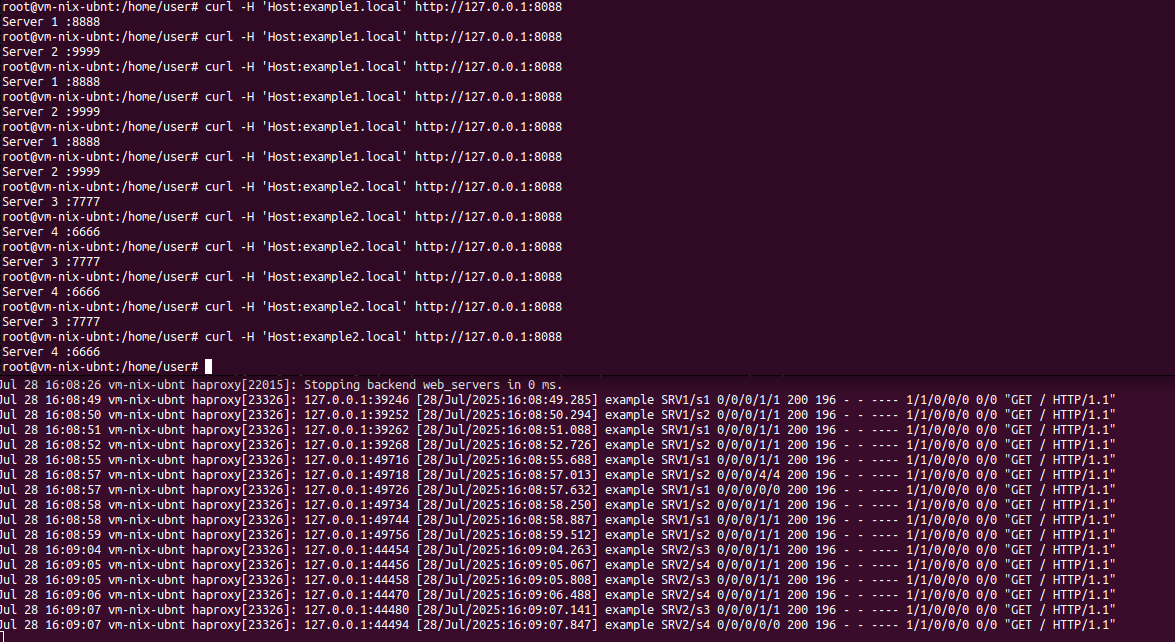 root@vm-nix-ubnt:/home/user# curl -H 'Host:example1.local' http://127.0.0.1:8088
Server 1 :8888
root@vm-nix-ubnt:/home/user# curl -H 'Host:example1.local' http://127.0.0.1:8088
Server 2 :9999
root@vm-nix-ubnt:/home/user# curl -H 'Host:example1.local' http://127.0.0.1:8088
Server 1 :8888
root@vm-nix-ubnt:/home/user# curl -H 'Host:example1.local' http://127.0.0.1:8088
Server 2 :9999
root@vm-nix-ubnt:/home/user# curl -H 'Host:example1.local' http://127.0.0.1:8088
Server 1 :8888
root@vm-nix-ubnt:/home/user# curl -H 'Host:example1.local' http://127.0.0.1:8088
Server 2 :9999
root@vm-nix-ubnt:/home/user# curl -H 'Host:example2.local' http://127.0.0.1:8088
Server 3 :7777
root@vm-nix-ubnt:/home/user# curl -H 'Host:example2.local' http://127.0.0.1:8088
Server 4 :6666
root@vm-nix-ubnt:/home/user# curl -H 'Host:example2.local' http://127.0.0.1:8088
Server 3 :7777
root@vm-nix-ubnt:/home/user# curl -H 'Host:example2.local' http://127.0.0.1:8088
Server 4 :6666
root@vm-nix-ubnt:/home/user# curl -H 'Host:example2.local' http://127.0.0.1:8088
Server 3 :7777
root@vm-nix-ubnt:/home/user# curl -H 'Host:example2.local' http://127.0.0.1:8088
Server 4 :6666
root@vm-nix-ubnt:/home/user#
Jul 28 16:08:26 vm-nix-ubnt haproxy[22015]: Stopping backend web_servers in 0 ms.
Jul 28 16:08:49 vm-nix-ubnt haproxy[23326]: 127.0.0.1:39246 [28/Jul/2025:16:08:49.285] example SRV1/s1 0/0/0/1/1 200 196 - - ---- 1/1/0/0/0 0/0 "GET / HTTP/1.1"
Jul 28 16:08:50 vm-nix-ubnt haproxy[23326]: 127.0.0.1:39252 [28/Jul/2025:16:08:50.294] example SRV1/s2 0/0/0/1/1 200 196 - - ---- 1/1/0/0/0 0/0 "GET / HTTP/1.1"
Jul 28 16:08:51 vm-nix-ubnt haproxy[23326]: 127.0.0.1:39262 [28/Jul/2025:16:08:51.088] example SRV1/s1 0/0/0/1/1 200 196 - - ---- 1/1/0/0/0 0/0 "GET / HTTP/1.1"
Jul 28 16:08:52 vm-nix-ubnt haproxy[23326]: 127.0.0.1:39268 [28/Jul/2025:16:08:52.726] example SRV1/s2 0/0/0/1/1 200 196 - - ---- 1/1/0/0/0 0/0 "GET / HTTP/1.1"
Jul 28 16:08:55 vm-nix-ubnt haproxy[23326]: 127.0.0.1:49716 [28/Jul/2025:16:08:55.688] example SRV1/s1 0/0/0/1/1 200 196 - - ---- 1/1/0/0/0 0/0 "GET / HTTP/1.1"
Jul 28 16:08:57 vm-nix-ubnt haproxy[23326]: 127.0.0.1:49718 [28/Jul/2025:16:08:57.013] example SRV1/s2 0/0/0/4/4 200 196 - - ---- 1/1/0/0/0 0/0 "GET / HTTP/1.1"
Jul 28 16:08:57 vm-nix-ubnt haproxy[23326]: 127.0.0.1:49726 [28/Jul/2025:16:08:57.632] example SRV1/s1 0/0/0/0/0 200 196 - - ---- 1/1/0/0/0 0/0 "GET / HTTP/1.1"
Jul 28 16:08:58 vm-nix-ubnt haproxy[23326]: 127.0.0.1:49734 [28/Jul/2025:16:08:58.250] example SRV1/s2 0/0/0/1/1 200 196 - - ---- 1/1/0/0/0 0/0 "GET / HTTP/1.1"
Jul 28 16:08:58 vm-nix-ubnt haproxy[23326]: 127.0.0.1:49744 [28/Jul/2025:16:08:58.887] example SRV1/s1 0/0/0/1/1 200 196 - - ---- 1/1/0/0/0 0/0 "GET / HTTP/1.1"
Jul 28 16:08:59 vm-nix-ubnt haproxy[23326]: 127.0.0.1:49756 [28/Jul/2025:16:08:59.512] example SRV1/s2 0/0/0/1/1 200 196 - - ---- 1/1/0/0/0 0/0 "GET / HTTP/1.1"
Jul 28 16:09:04 vm-nix-ubnt haproxy[23326]: 127.0.0.1:44454 [28/Jul/2025:16:09:04.263] example SRV2/s3 0/0/0/1/1 200 196 - - ---- 1/1/0/0/0 0/0 "GET / HTTP/1.1"
Jul 28 16:09:05 vm-nix-ubnt haproxy[23326]: 127.0.0.1:44456 [28/Jul/2025:16:09:05.067] example SRV2/s4 0/0/0/1/1 200 196 - - ---- 1/1/0/0/0 0/0 "GET / HTTP/1.1"
Jul 28 16:09:05 vm-nix-ubnt haproxy[23326]: 127.0.0.1:44458 [28/Jul/2025:16:09:05.808] example SRV2/s3 0/0/0/1/1 200 196 - - ---- 1/1/0/0/0 0/0 "GET / HTTP/1.1"
Jul 28 16:09:06 vm-nix-ubnt haproxy[23326]: 127.0.0.1:44470 [28/Jul/2025:16:09:06.488] example SRV2/s4 0/0/0/1/1 200 196 - - ---- 1/1/0/0/0 0/0 "GET / HTTP/1.1"
Jul 28 16:09:07 vm-nix-ubnt haproxy[23326]: 127.0.0.1:44480 [28/Jul/2025:16:09:07.141] example SRV2/s3 0/0/0/1/1 200 196 - - ---- 1/1/0/0/0 0/0 "GET / HTTP/1.1"
Jul 28 16:09:07 vm-nix-ubnt haproxy[23326]: 127.0.0.1:44494 [28/Jul/2025:16:09:07.847] example SRV2/s4 0/0/0/0/0 200 196 - - ---- 1/1/0/0/0 0/0 "GET / HTTP/1.1"